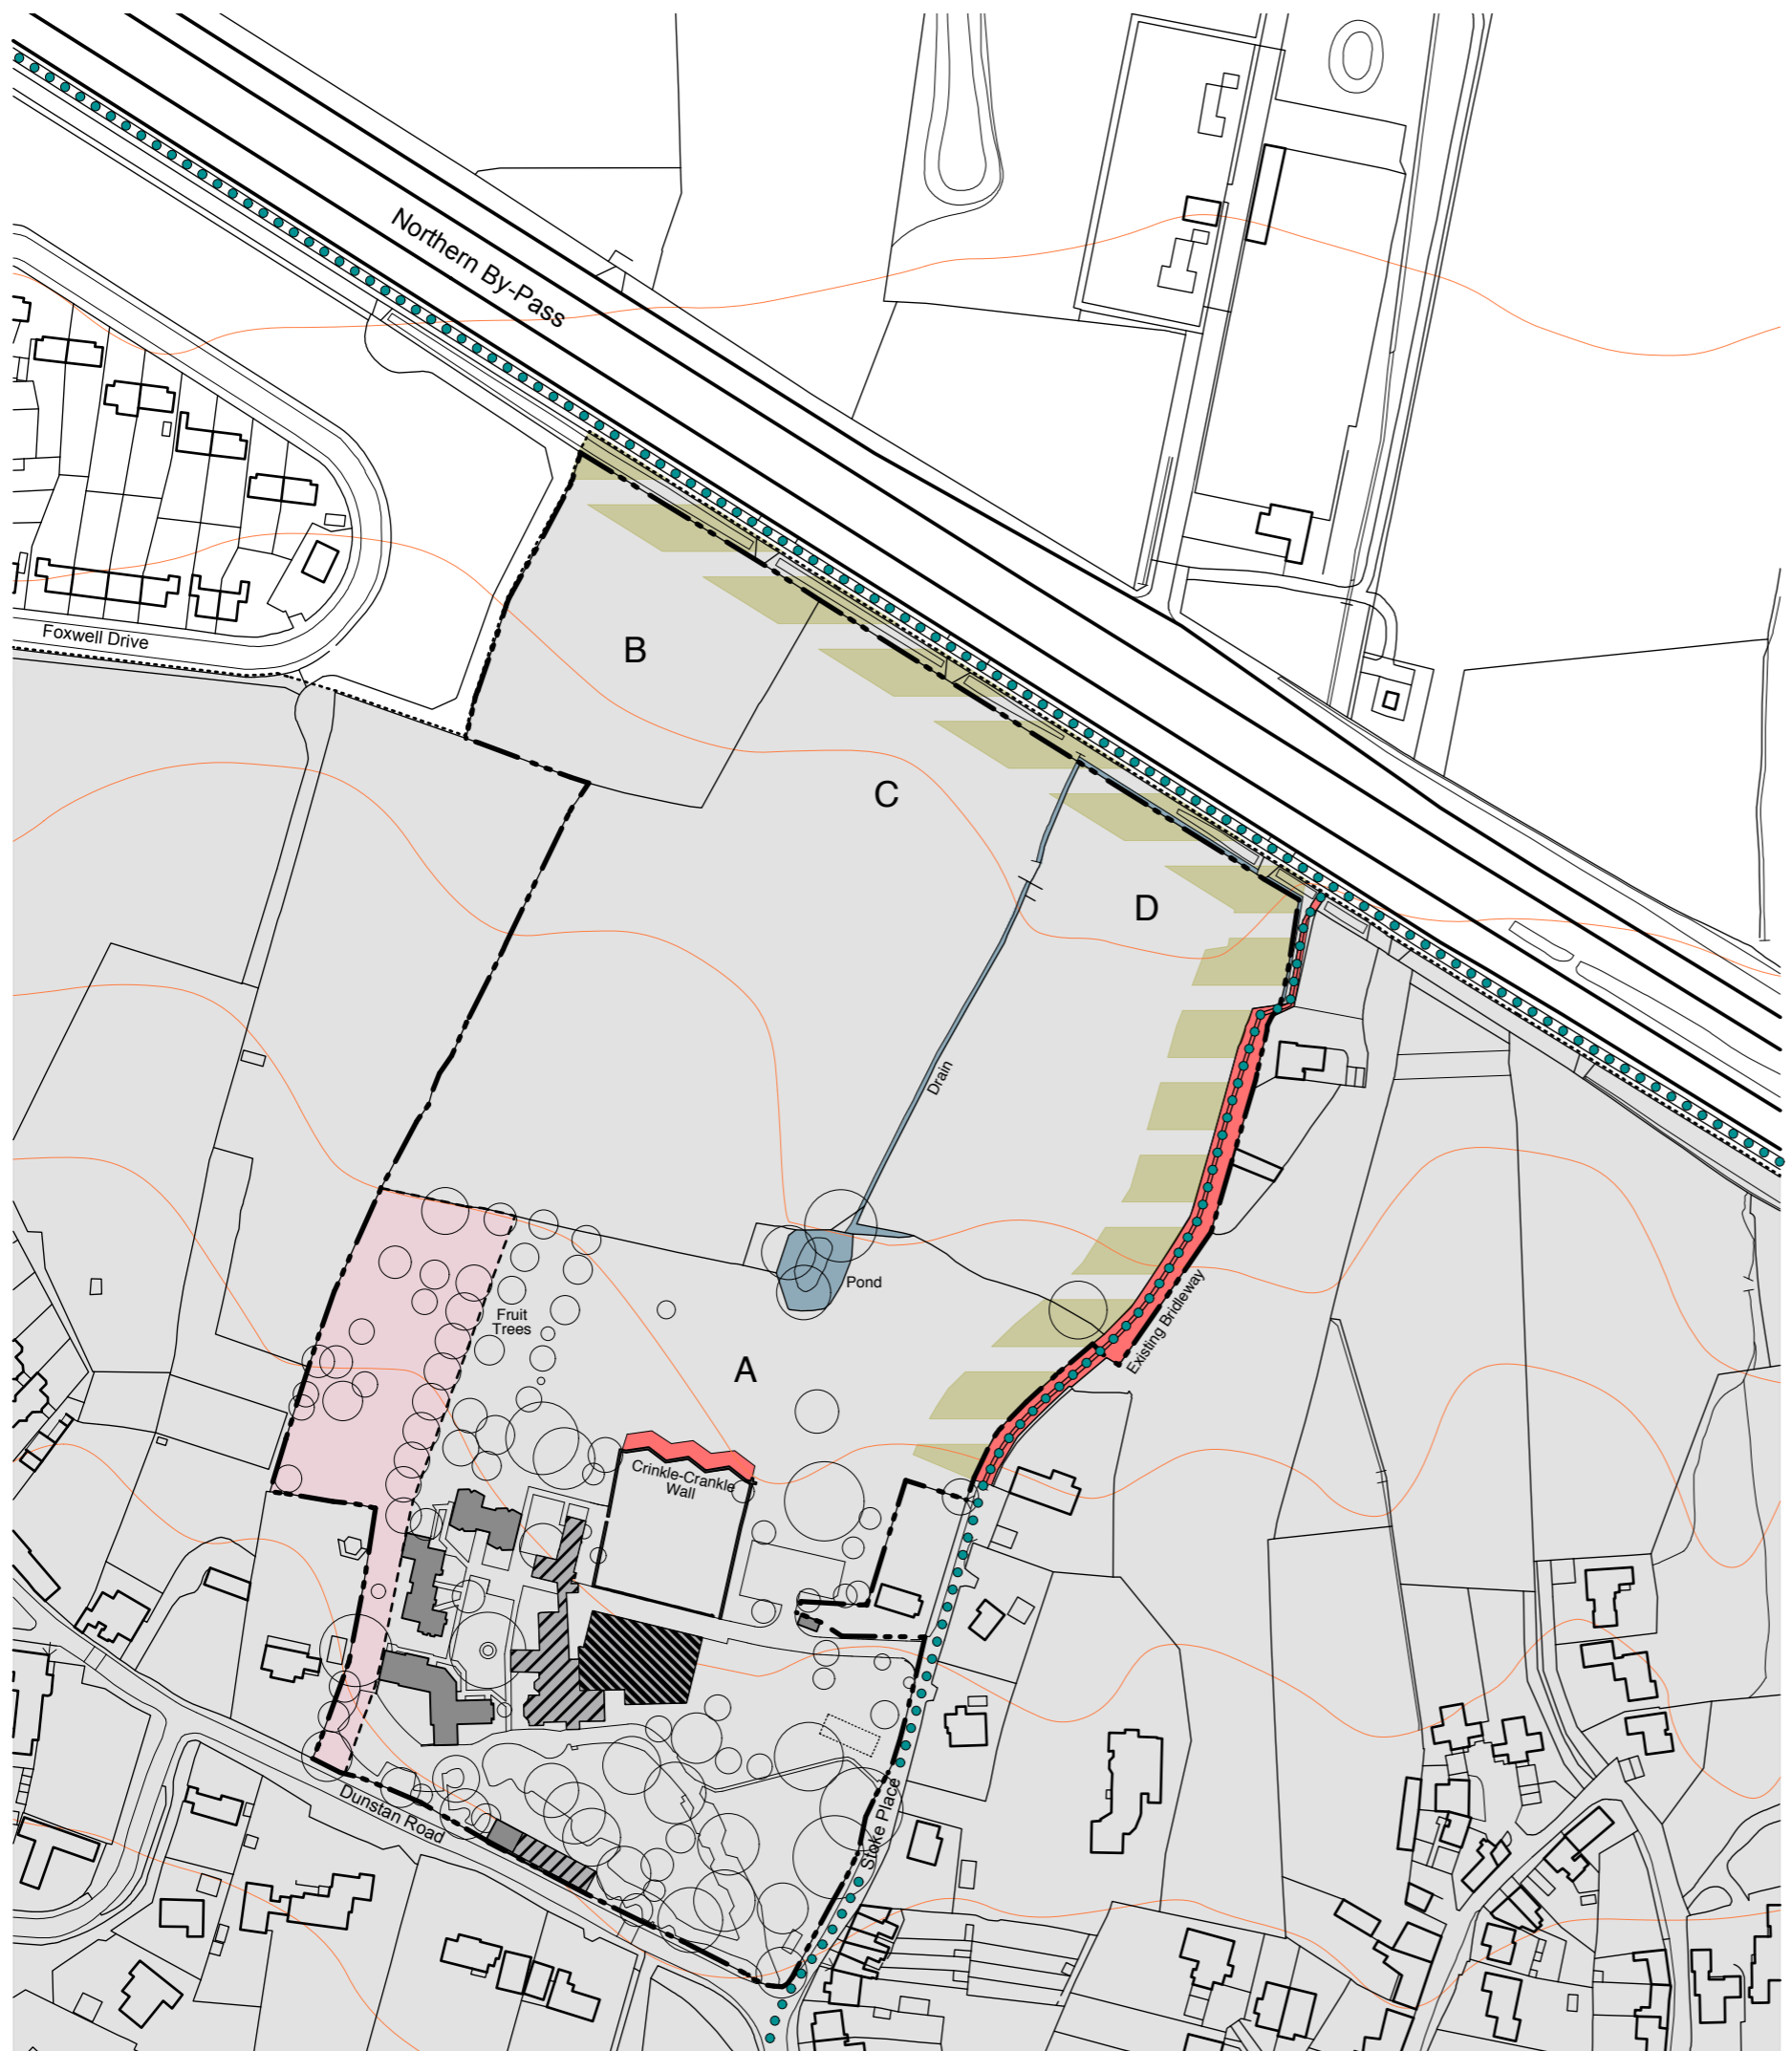 Northern By-Pass
Foxwell Drive
B
C
D
Drain
Pond
Fruit
Trees
Existing Bridleway
A
Crinkle-Crankle
Wall
Dunstan Road
Stoke Place